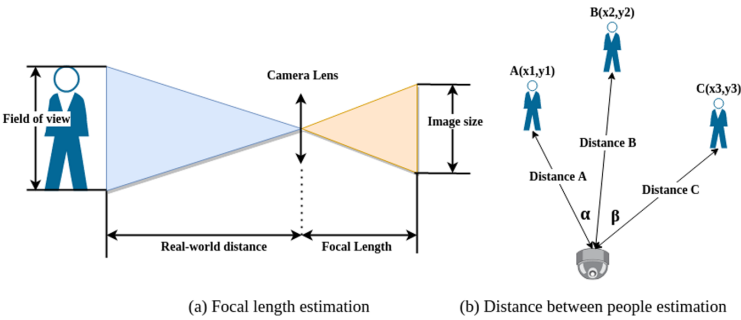 Field of view
Camera Lens
Image size
Real-world distance
Focal Length
(a) Focal length estimation
B(x2,y2)
A(x1,y1)
C(x3,y3)
Distance B
Distance A
Distance C
α
β
(b) Distance between people estimation